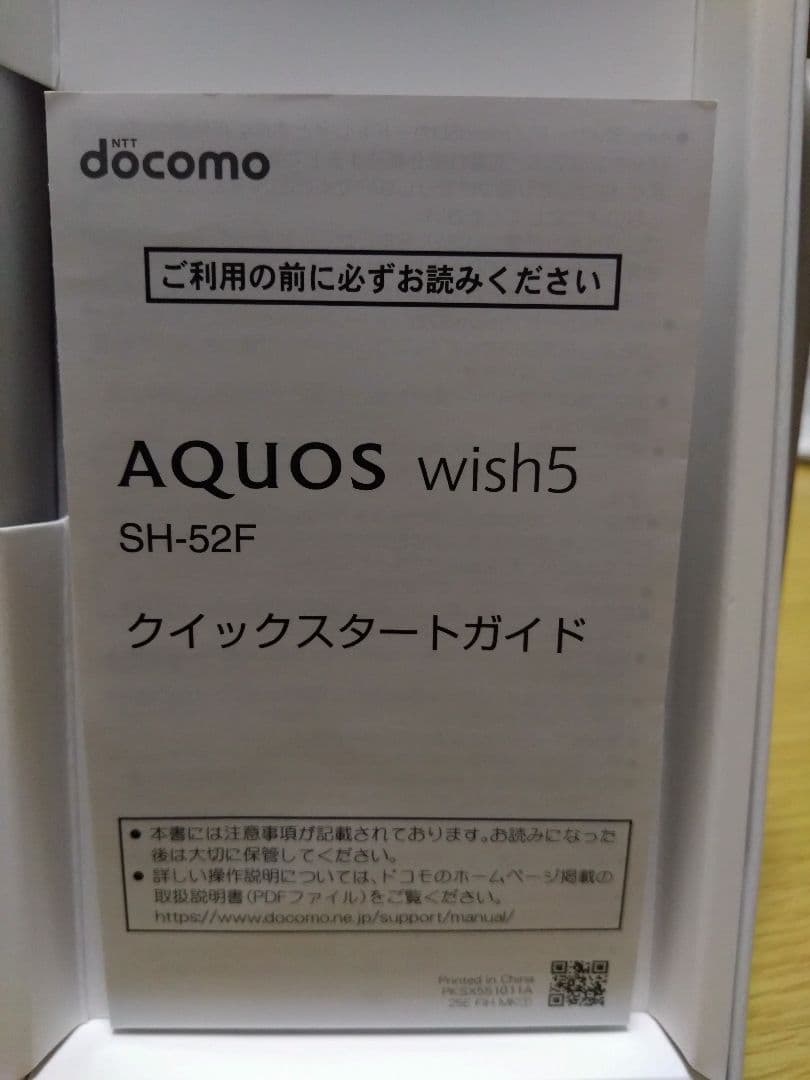 NTT
docomo
ご利用の前に必ずお読みください
AQUOS wish5
SH-52F
クイックスタートガイド
● 本書には注意事項が記載されております。お読みになった
後は大切に保管してください。
● 詳しい操作説明については、ドコモのホームページ掲載の
取扱説明書(PDFファイル)をご覧ください。
https://www.docomo.ne.jp/support/manual/
Printed in China
PKSX551011A
25E